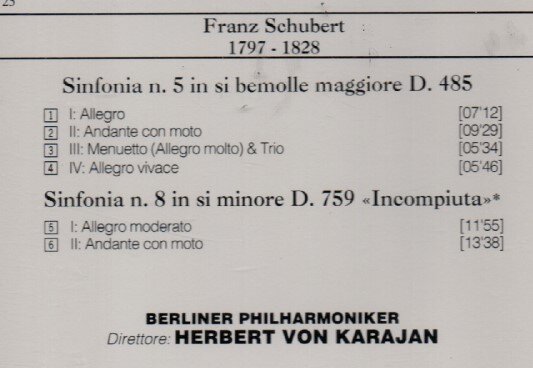 25
Franz Schubert
1797 - 1828
Sinfonia n. 5 in si bemolle maggiore D. 485
1 I: Allegro [07'12]
2 II: Andante con moto [09'29]
3 III: Menuetto (Allegro molto) & Trio [05'34]
4 IV: Allegro vivace [05'46]
Sinfonia n. 8 in si minore D. 759 «Incompiuta»*
5 I: Allegro moderato [11'55]
6 II: Andante con moto [13'38]
BERLINER PHILHARMONIKER
Direttore: HERBERT VON KARAJAN